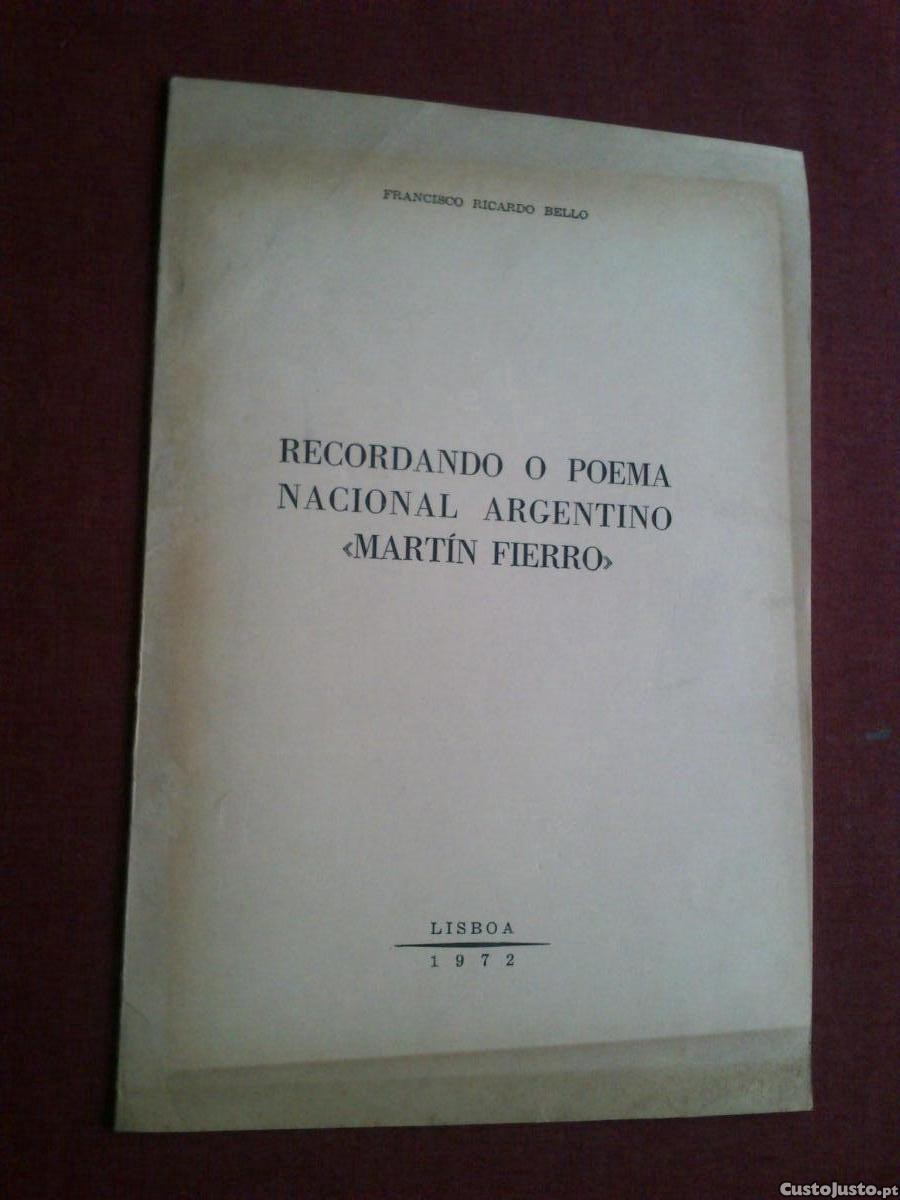 FRANCISCO RICARDO BELLO
RECORDANDO O POEMA
NACIONAL ARGENTINO
«MARTÍN FIERRO»
LISBOA
1972
CustoJusto.pt